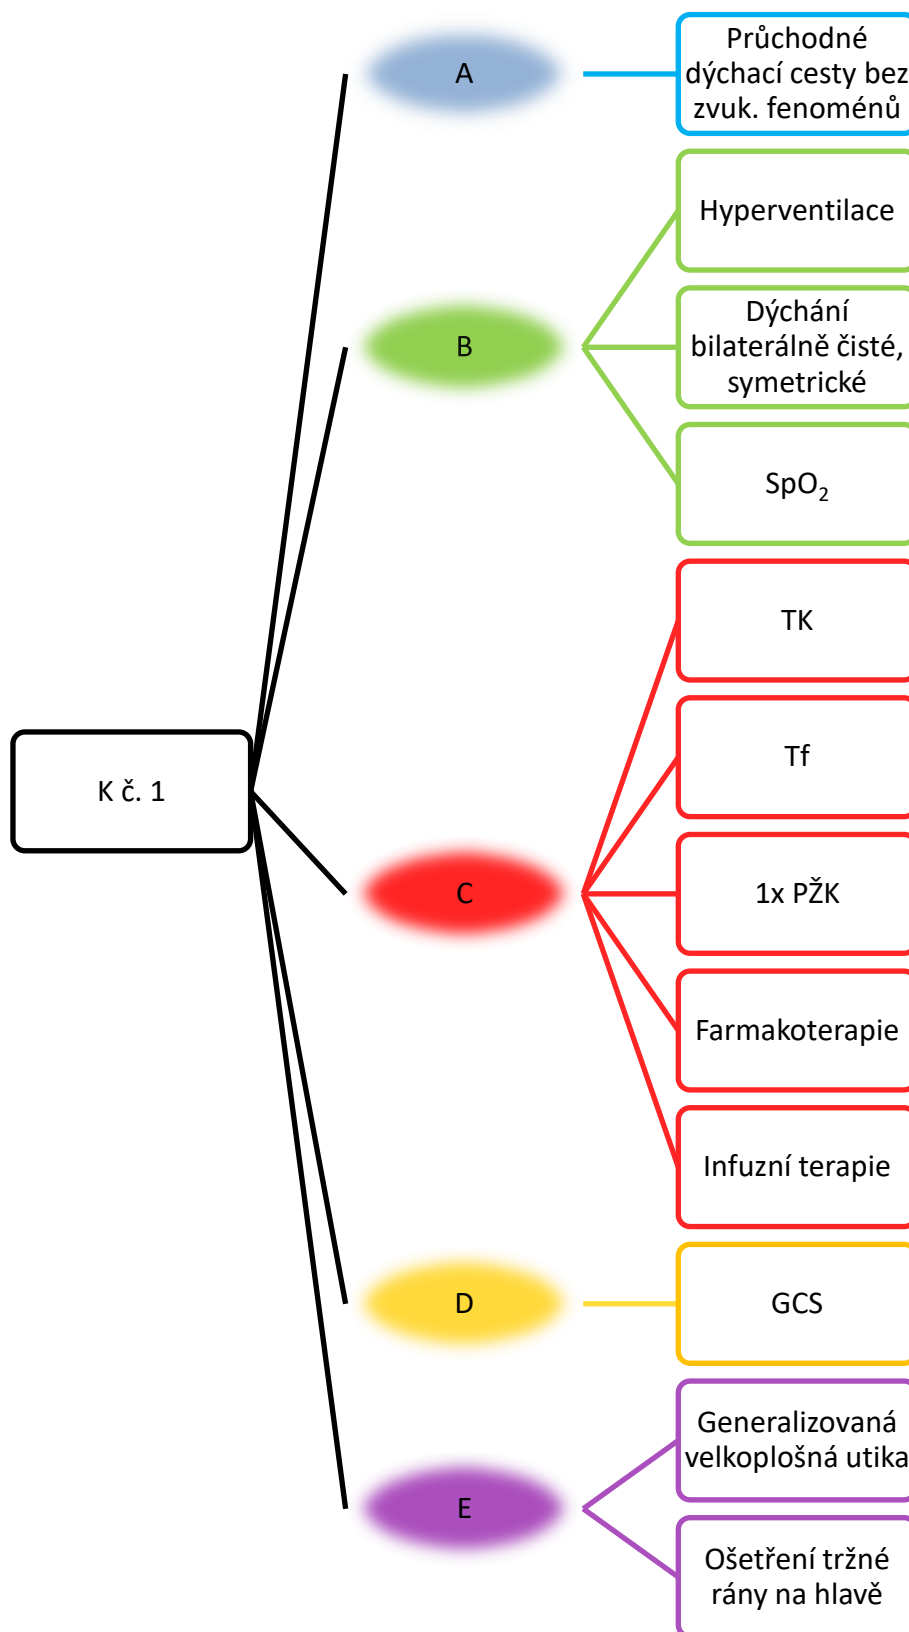 K č. 1
A
Průchodné
dýchací cesty bez
zvuk. fenoménů
B
Hyperventilace
Dýchání
bilaterálně čisté,
symetrické
SpO₂
C
TK
Tf
1x PŽK
Farmakoterapie
Infuzní terapie
D
GCS
E
Generalizovaná
velkoplošná utika
Ošetření tržné
rány na hlavě